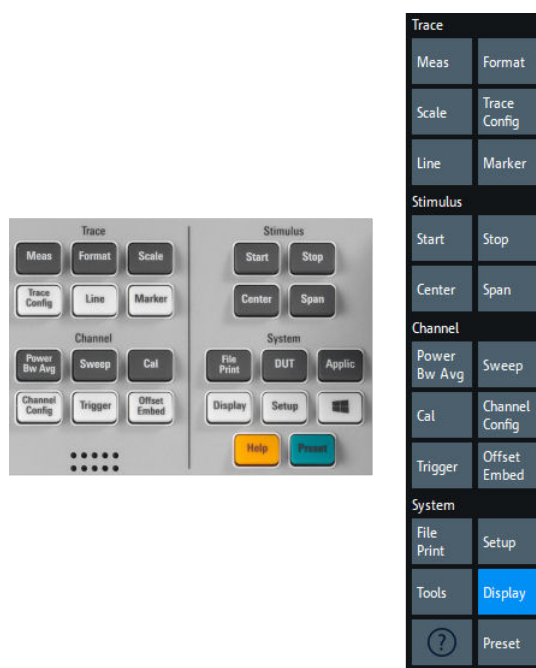 Trace
Meas Format Scale
Trace
Config
Line Marker
Channel
Power
Bw Avg
Sweep Cal
Channel
Config
Trigger
Offset
Embed
Stimulus
Start Stop
Center Span
System
File
Print
DUT Applic
Display Setup
Help Preset
Trace
Meas Format
Scale
Trace
Config
Line Marker
Stimulus
Start Stop
Center Span
Channel
Power
Bw Avg
Sweep
Cal
Channel
Config
Trigger
Offset
Embed
System
File
Print
Setup
Tools Display
? Preset